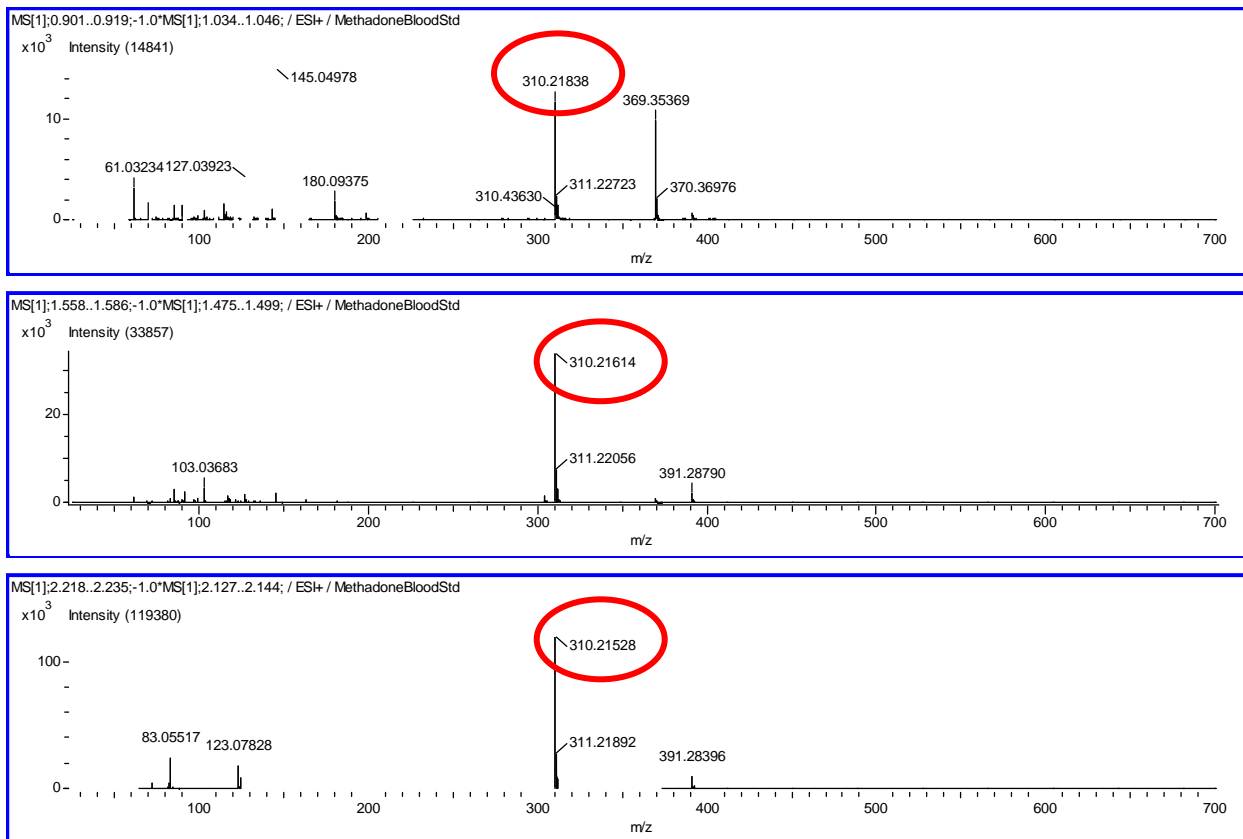 MS[1];0.901..0.919;-1.0*MS[1];1.034..1.046; / ESI+ / MethadoneBloodStd
x10³ Intensity (14841)
145.04978
310.21838
369.35369
10
61.03234 127.03923
180.09375
310.43630
311.22723
370.36976
0
100 200 300 400 500 600 700
m/z
MS[1];1.558..1.586;-1.0*MS[1];1.475..1.499; / ESI+ / MethadoneBloodStd
x10³ Intensity (33857)
310.21614
20
103.03683
311.22056
391.28790
0
100 200 300 400 500 600 700
m/z
MS[1];2.218..2.235;-1.0*MS[1];2.127..2.144; / ESI+ / MethadoneBloodStd
x10³ Intensity (119380)
310.21528
100
83.05517
123.07828
311.21892
391.28396
0
100 200 300 400 500 600 700
m/z